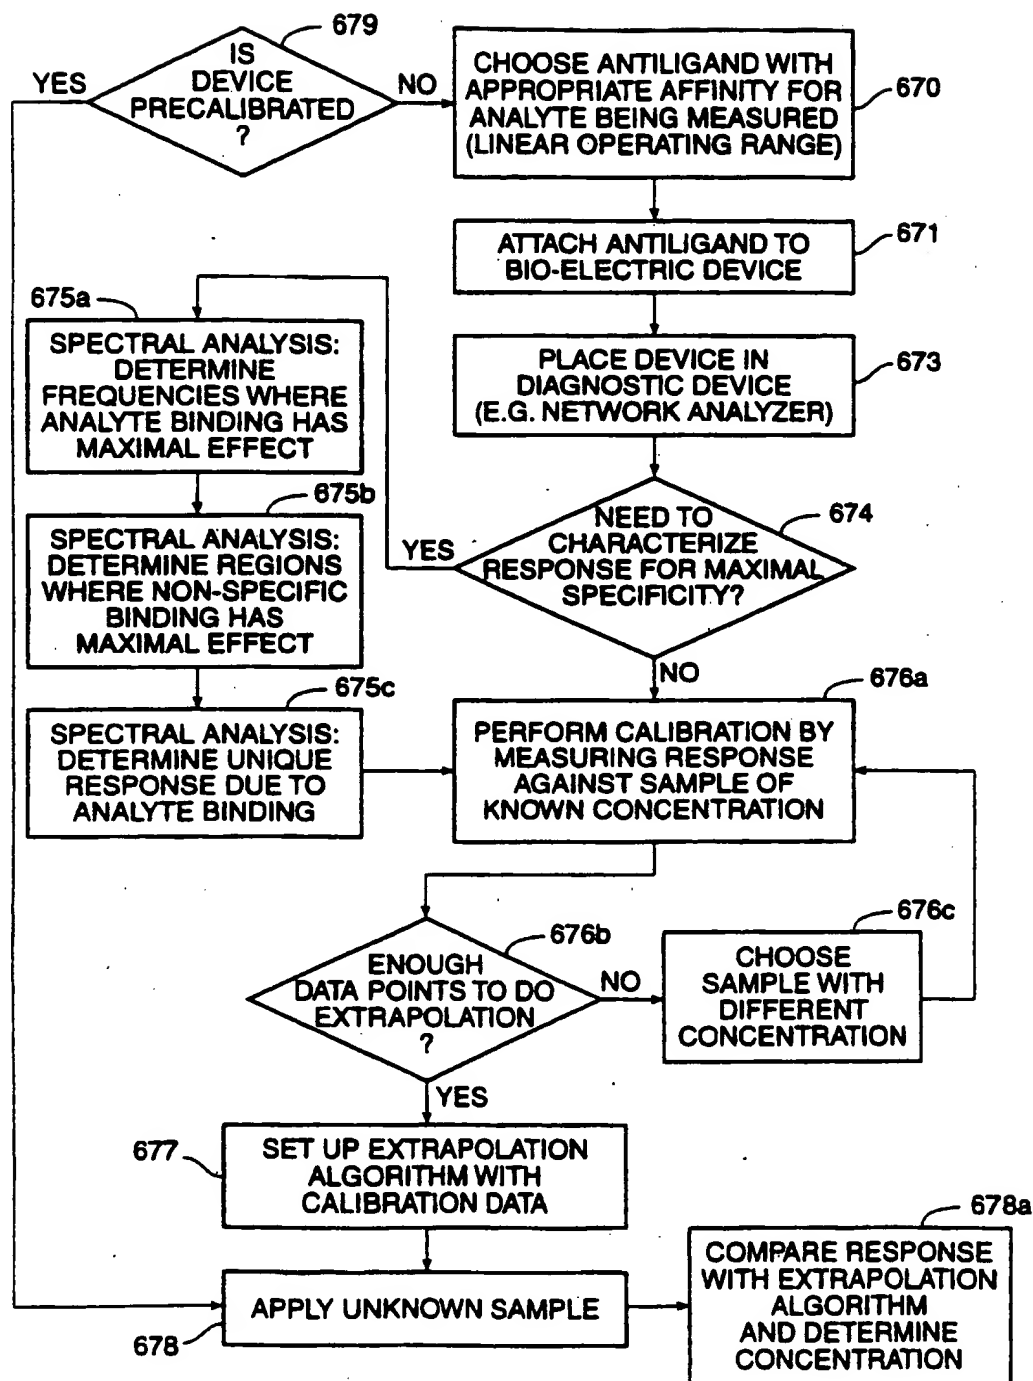 679
IS
DEVICE
PRECALIBRATED
?
YES
NO
CHOOSE ANTILIGAND WITH
APPROPRIATE AFFINITY FOR
ANALYTE BEING MEASURED
(LINEAR OPERATING RANGE)
670
ATTACH ANTILIGAND TO
BIO-ELECTRIC DEVICE
671
PLACE DEVICE IN
DIAGNOSTIC DEVICE
(E.G. NETWORK ANALYZER)
673
NEED TO
CHARACTERIZE
RESPONSE FOR MAXIMAL
SPECIFICITY?
674
YES
NO
675a
SPECTRAL ANALYSIS:
DETERMINE
FREQUENCIES WHERE
ANALYTE BINDING HAS
MAXIMAL EFFECT
675b
SPECTRAL ANALYSIS:
DETERMINE REGIONS
WHERE NON-SPECIFIC
BINDING HAS
MAXIMAL EFFECT
675c
SPECTRAL ANALYSIS:
DETERMINE UNIQUE
RESPONSE DUE TO
ANALYTE BINDING
676a
PERFORM CALIBRATION BY
MEASURING RESPONSE
AGAINST SAMPLE OF
KNOWN CONCENTRATION
676b
ENOUGH
DATA POINTS TO DO
EXTRAPOLATION
?
NO
YES
676c
CHOOSE
SAMPLE WITH
DIFFERENT
CONCENTRATION
677
SET UP EXTRAPOLATION
ALGORITHM WITH
CALIBRATION DATA
APPLY UNKNOWN SAMPLE
678
678a
COMPARE RESPONSE
WITH EXTRAPOLATION
ALGORITHM
AND DETERMINE
CONCENTRATION